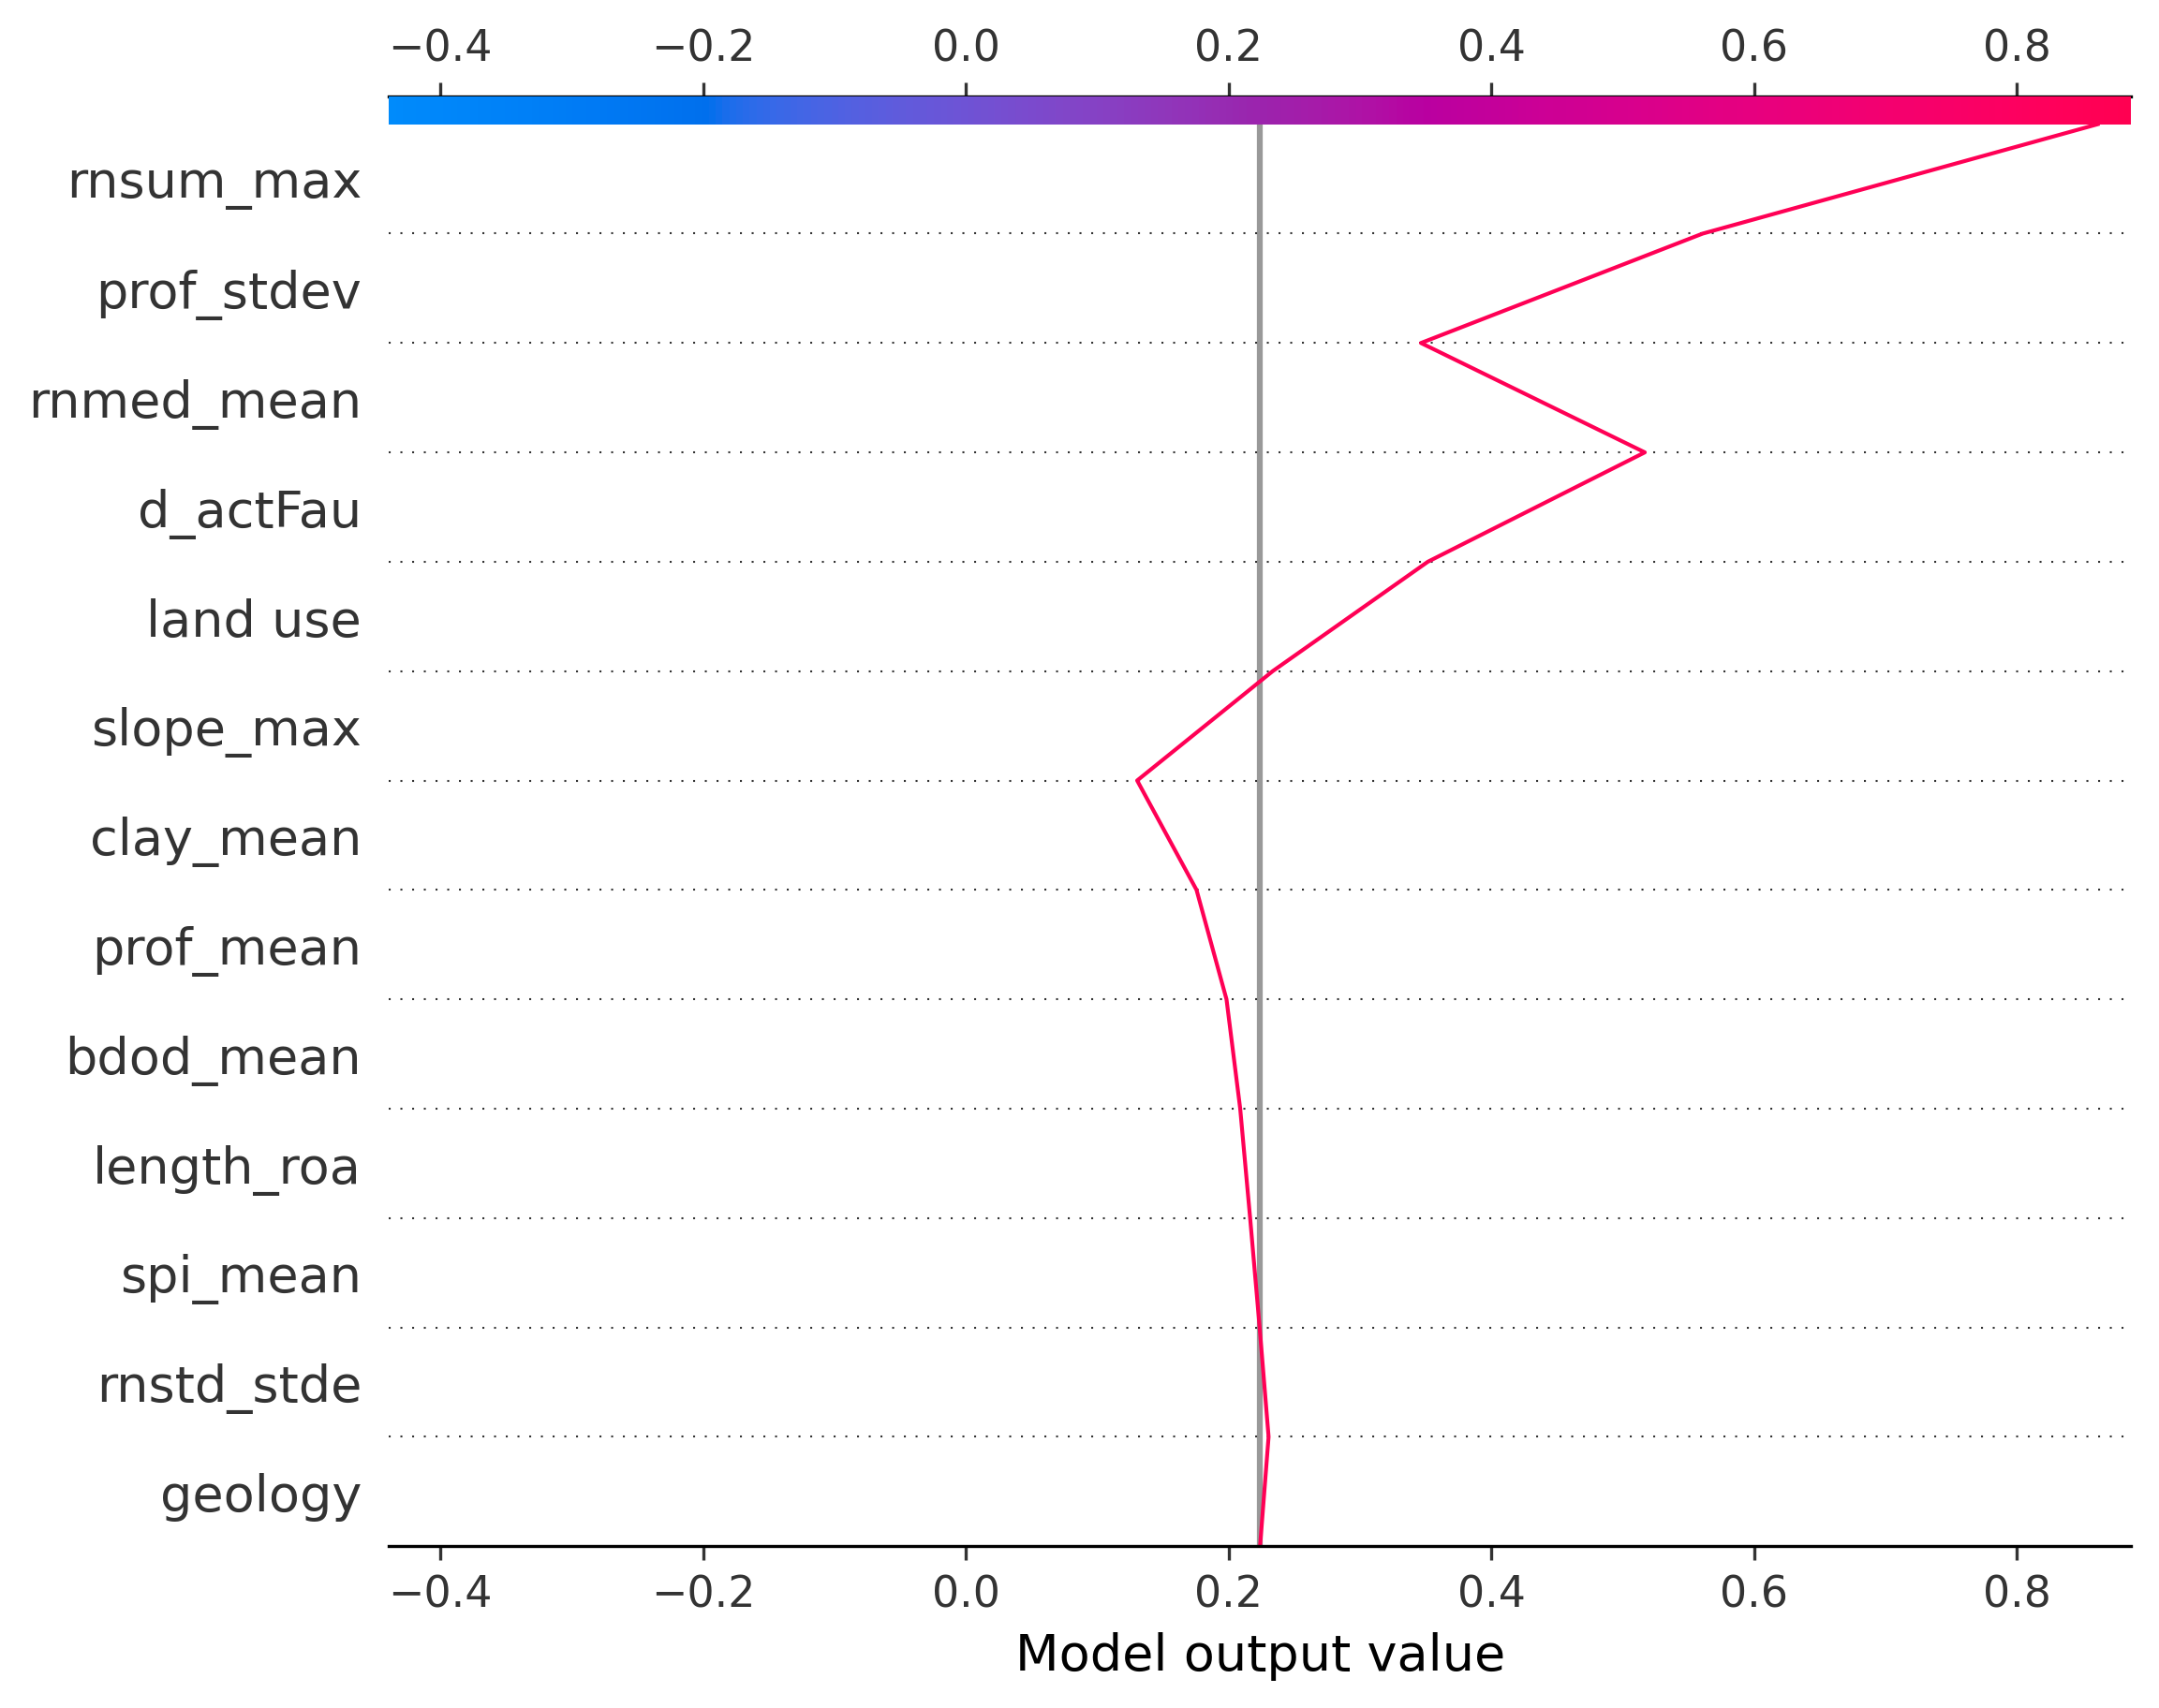 −0.4 −0.2 0.0 0.2 0.4 0.6 0.8
rnsum_max
prof_stdev
rnmed_mean
d_actFau
land use
slope_max
clay_mean
prof_mean
bdod_mean
length_roa
spi_mean
rnstd_stde
geology
−0.4 −0.2 0.0 0.2 0.4 0.6 0.8
Model output value